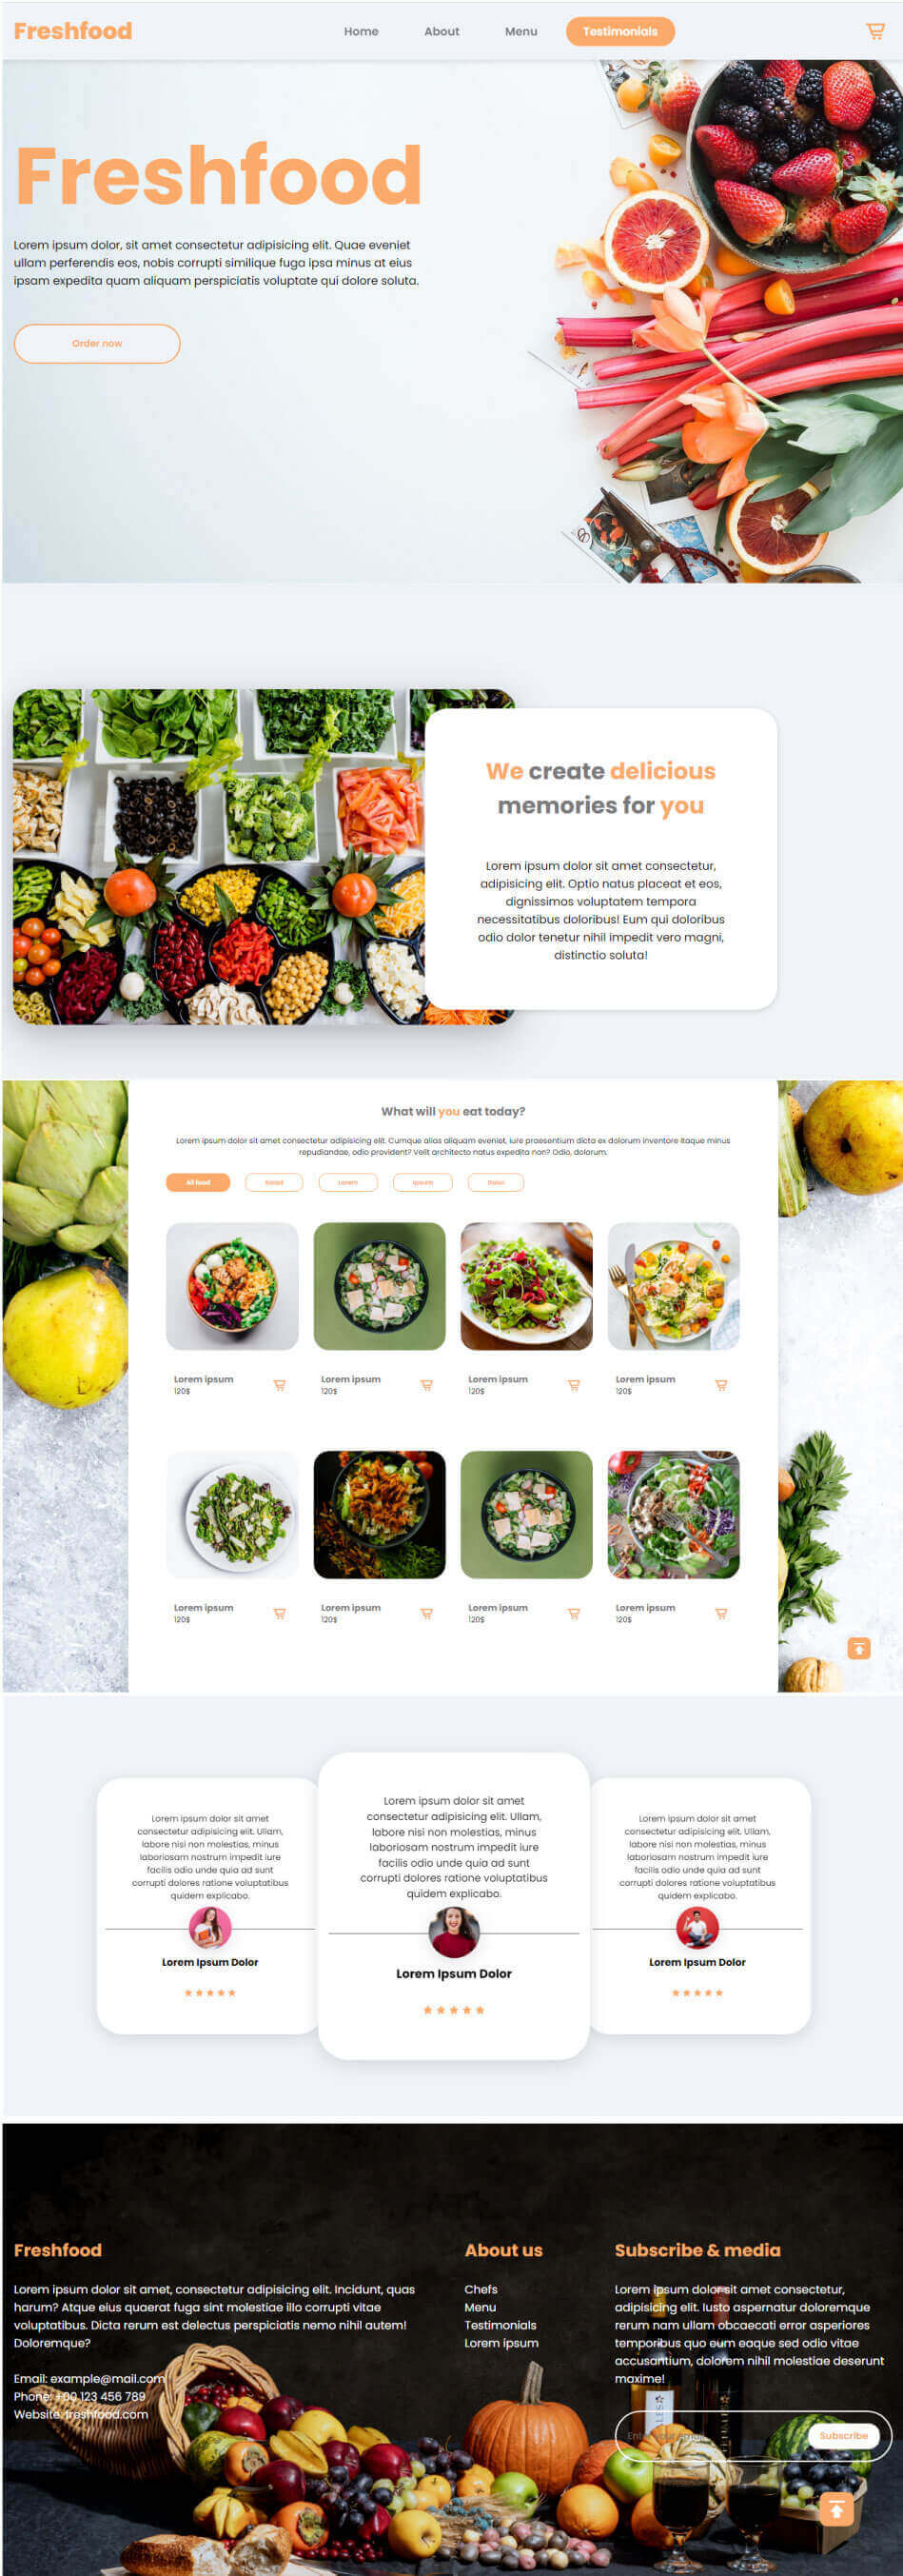 Freshfood
Home
About
Menu
Testimonials
Freshfood
Lorem ipsum dolor, sit amet consectetur adipisicing elit. Quae eveniet
ullam perferendis eos, nobis corrupti similique fuga ipsa minus at eius
ipsam expedita quam aliquam perspiciatis voluptate qui dolore soluta.
Order now
We create delicious
memories for you
Lorem ipsum dolor sit amet consectetur,
adipisicing elit. Optio natus placeat et eos,
dignissimos voluptatem tempora
necessitatibus doloribus! Eum qui doloribus
odio dolor tenetur nihil impedit vero magni,
distinctio soluta!
What will you eat today?
Lorem ipsum dolor sit amet consectetur adipisicing elit. Cumque alias aliquam eveniet, iure praesentium dicta ex dolorum inventore itaque minus
repudiandae, odio provident? Velit architecto natus expedita non? Odio, dolorum.
All food
Lorem
Ipsum
Lorem ipsum
120$
Lorem ipsum
120$
Lorem ipsum
120$
Lorem ipsum
120$
Lorem ipsum
120$
Lorem ipsum
120$
Lorem ipsum
120$
Lorem ipsum
120$
Lorem ipsum dolor sit amet
consectetur adipisicing elit. Ullam,
labore nisi non molestias, minus
laboriosam nostrum impedit iure
facilis odio unde quia ad sunt
corrupti dolores ratione voluptatibus
quidem explicabo.
Lorem Ipsum Dolor
Lorem ipsum dolor sit amet
consectetur adipisicing elit. Ullam,
labore nisi non molestias, minus
laboriosam nostrum impedit iure
facilis odio unde quia ad sunt
corrupti dolores ratione voluptatibus
quidem explicabo.
Lorem Ipsum Dolor
Lorem ipsum dolor sit amet
consectetur adipisicing elit. Ullam,
labore nisi non molestias, minus
laboriosam nostrum impedit iure
facilis odio unde quia ad sunt
corrupti dolores ratione voluptatibus
quidem explicabo.
Lorem Ipsum Dolor
Freshfood
Lorem ipsum dolor sit amet, consectetur adipisicing elit. Incidunt, quas
harum? Atque eius quaerat fuga sint molestiae illo corrupti vitae
voluptatibus. Dicta rerum est delectus perspiciatis nemo nihil autem!
Doloremque?
Email: example@mail.com
Phone: +00 123 456 789
Website: freshfood.com
About us
Chefs
Menu
Testimonials
Lorem ipsum
Subscribe & media
Lorem ipsum dolor sit amet consectetur,
adipisicing elit. Iusto aspernatur doloremque
rerum nam ullam obcaecati error asperiores
temporibus quo eum eaque sed odio vitae
accusantium, dolorem nihil molestiae deserunt
maxime!
Enter your email
Subscribe